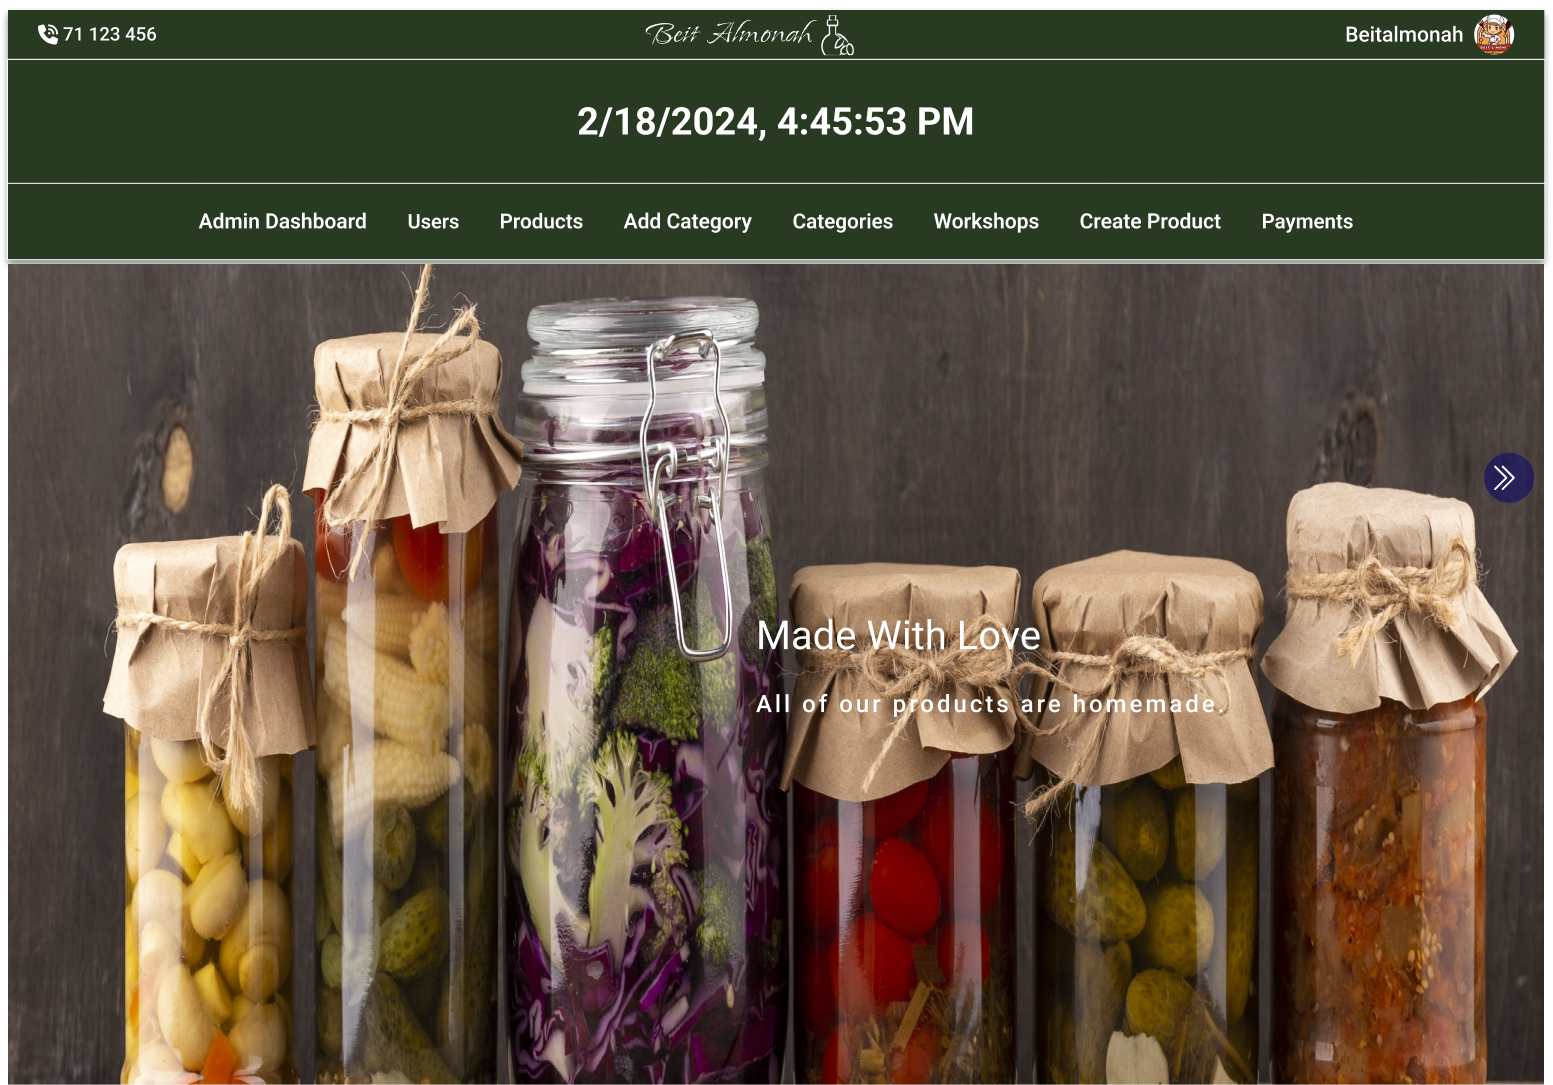 71 123 456
Beit Almonah
Beitalmonah
2/18/2024, 4:45:53 PM
Admin Dashboard Users Products Add Category Categories Workshops Create Product Payments
Made With Love
All of our products are homemade.